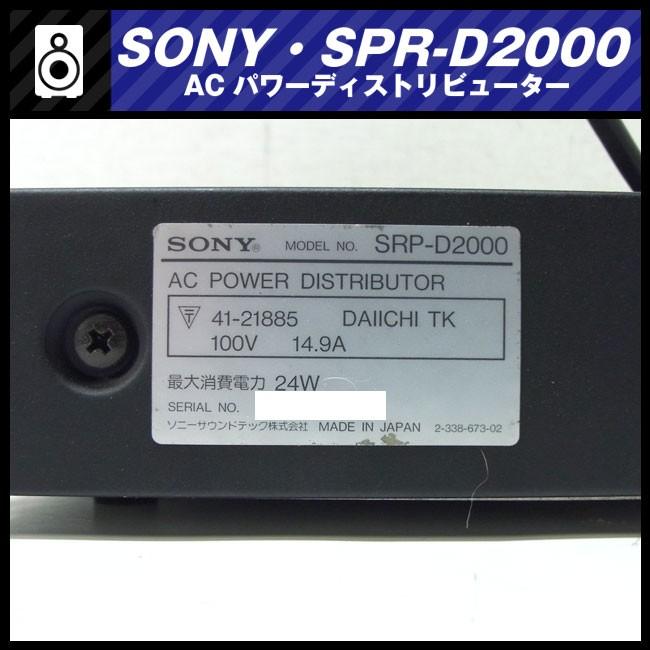 SONY・SPR-D2000
AC パワーディストリビューター
SONY® MODEL NO. SRP-D2000
AC POWER DISTRIBUTOR
〒 41-21885 DAIICHI TK
100V 14.9A
最大消費電力 24W
SERIAL NO.
ソニーサウンドテック株式会社 MADE IN JAPAN 2-338-673-02